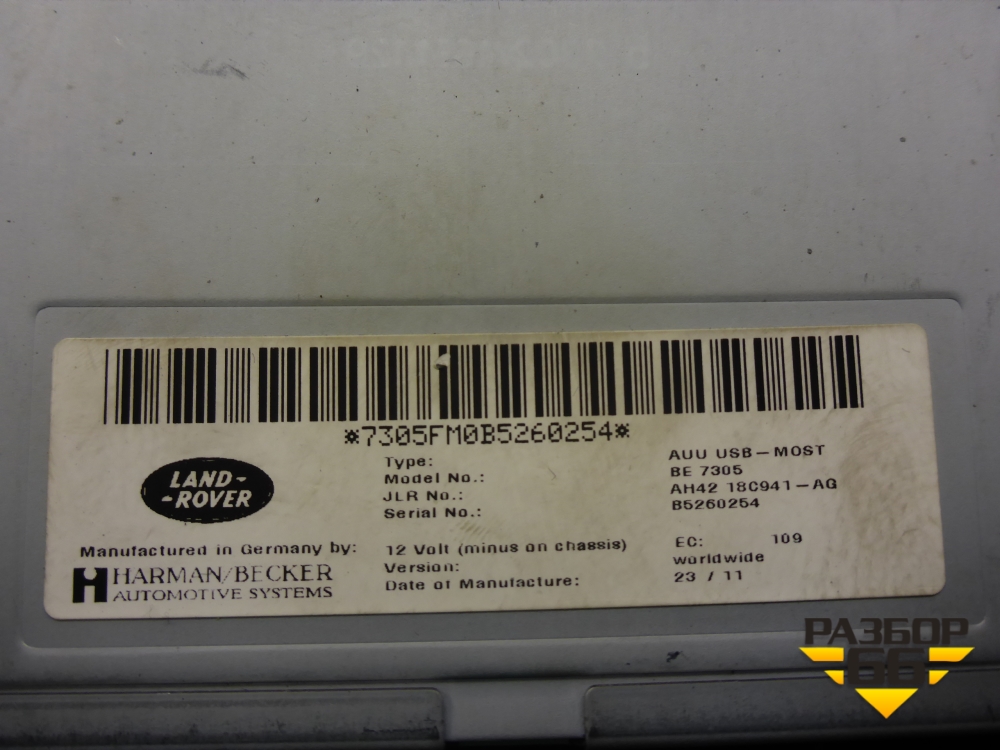 *7305FM0B5260254*
LAND-
-ROVER
Type: AUU USB-MOST
Model No.: BE 7305
JLR No.: AH42 18C941-AG
Serial No.: B5260254
Manufactured in Germany by:
HARMAN/BECKER
AUTOMOTIVE SYSTEMS
12 Volt (minus on chassis) EC: 109
Version: worldwide
Date of Manufacture: 23 / 11
РАЗБОР
66